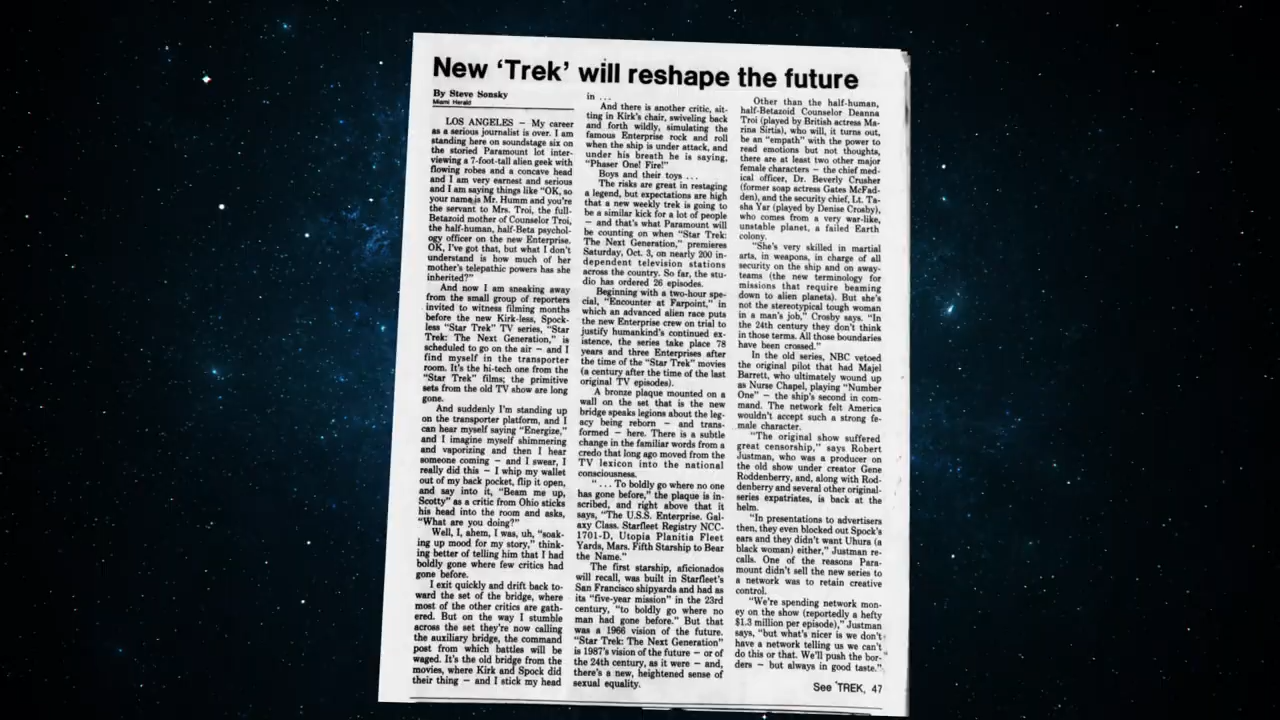 New 'Trek' will reshape the future
By Steve Sonsky
Miami Herald
LOS ANGELES — My career
as a serious journalist is over. I am
standing here on soundstage six on
the storied Paramount lot inter-
viewing a 7-foot-tall alien geek with
flowing robes and a concave head
and I am very earnest and serious
and I am saying things like "OK, so
your name is Mr. Humm and you're
the servant to Mrs. Troi, the full-
Betazoid mother of Counselor Troi,
the half-human, half-Beta psychol-
ogy officer on the new Enterprise.
OK, I've got that, but what I don't
understand is how much of her
mother's telepathic powers has she
inherited?"
And now I am sneaking away
from the small group of reporters
invited to witness filming months
before the new Kirk-less, Spock-
less "Star Trek" TV series, "Star
Trek: The Next Generation," is
scheduled to go on the air — and I
find myself in the transporter
room. It's the hi-tech one from the
"Star Trek" films; the primitive
sets from the old TV show are long
gone.
And suddenly I'm standing up
on the transporter platform, and I
can hear myself saying "Energize,"
and I imagine myself shimmering
and vaporizing and then I hear
someone coming — and I swear, I
really did this — I whip my wallet
out of my back pocket, flip it open,
and say into it, "Beam me up,
Scotty" as a critic from Ohio sticks
his head into the room and asks,
"What are you doing?"
Well, I, ahem, I was, uh, "soak-
ing up mood for my story," think-
ing better of telling him that I had
boldly gone where few critics had
gone before.
I exit quickly and drift back to-
ward the set of the bridge, where
most of the other critics are gath-
ered. But on the way I stumble
across the set they're now calling
the auxiliary bridge, the command
post from which battles will be
waged. It's the old bridge from the
movies, where Kirk and Spock did
their thing — and I stick my head
in ...
And there is another critic, sit-
ting in Kirk's chair, swiveling back
and forth wildly, simulating the
famous Enterprise rock and roll
when the ship is under attack, and
under his breath he is saying,
"Phaser One! Fire!"
Boys and their toys ...
The risks are great in restaging
a legend, but expectations are high
that a new weekly trek is going to
be a similar kick for a lot of people
— and that's what Paramount will
be counting on when "Star Trek:
The Next Generation," premieres
Saturday, Oct. 3, on nearly 200 in-
dependent television stations
across the country. So far, the stu-
dio has ordered 26 episodes.
Beginning with a two-hour spe-
cial, "Encounter at Farpoint," in
which an advanced alien race puts
the new Enterprise crew on trial to
justify humankind's continued ex-
istence, the series take place 78
years and three Enterprises after
the time of the "Star Trek" movies
(a century after the time of the last
original TV episodes).
A bronze plaque mounted on a
wall on the set that is the new
bridge speaks legions about the leg-
acy being reborn — and trans-
formed — here. There is a subtle
change in the familiar words from a
credo that long ago moved from the
TV lexicon into the national
consciousness.
"... To boldly go where no one
has gone before," the plaque is in-
scribed, and right above that it
says, "The U.S.S. Enterprise. Gal-
axy Class. Starfleet Registry NCC-
1701-D, Utopia Planitia Fleet
Yards, Mars. Fifth Starship to Bear
the Name."
The first starship, aficionados
will recall, was built in Starfleet's
San Francisco shipyards and had as
its "five-year mission" in the 23rd
century, "to boldly go where no
man had gone before." But that
was a 1966 vision of the future.
"Star Trek: The Next Generation"
is 1987's vision of the future — or of
the 24th century, as it were — and,
there's a new, heightened sense of
sexual equality.
Other than the half-human,
half-Betazoid Counselor Deanna
Troi (played by British actress Ma-
rina Sirtis), who will, it turns out,
be an "empath" with the power to
read emotions but not thoughts,
there are at least two other major
female characters — the chief med-
ical officer, Dr. Beverly Crusher
(former soap actress Gates McFad-
den), and the security chief, Lt. Ta-
sha Yar (played by Denise Crosby),
who comes from a very war-like,
unstable planet, a failed Earth
colony.
"She's very skilled in martial
arts, in weapons, in charge of all
security on the ship and on away-
teams (the new terminology for
missions that require beaming
down to alien planets). But she's
not the stereotypical tough woman
in a man's job," Crosby says. "In
the 24th century they don't think
in those terms. All those boundaries
have been crossed."
In the old series, NBC vetoed
the original pilot that had Majel
Barrett, who ultimately wound up
as Nurse Chapel, playing "Number
One" — the ship's second in com-
mand. The network felt America
wouldn't accept such a strong fe-
male character.
"The original show suffered
great censorship," says Robert
Justman, who was a producer on
the old show under creator Gene
Roddenberry, and, along with Rod-
denberry and several other original-
series expatriates, is back at the
helm.
"In presentations to advertisers
then, they even blocked out Spock's
ears and they didn't want Uhura (a
black woman) either," Justman re-
calls. One of the reasons Para-
mount didn't sell the new series to
a network was to retain creative
control.
"We're spending network mon-
ey on the show (reportedly a hefty
$1.3 million per episode)," Justman
says, "but what's nicer is we don't
have a network telling us we can't
do this or that. We'll push the bor-
ders — but always in good taste."
See 'TREK, 47